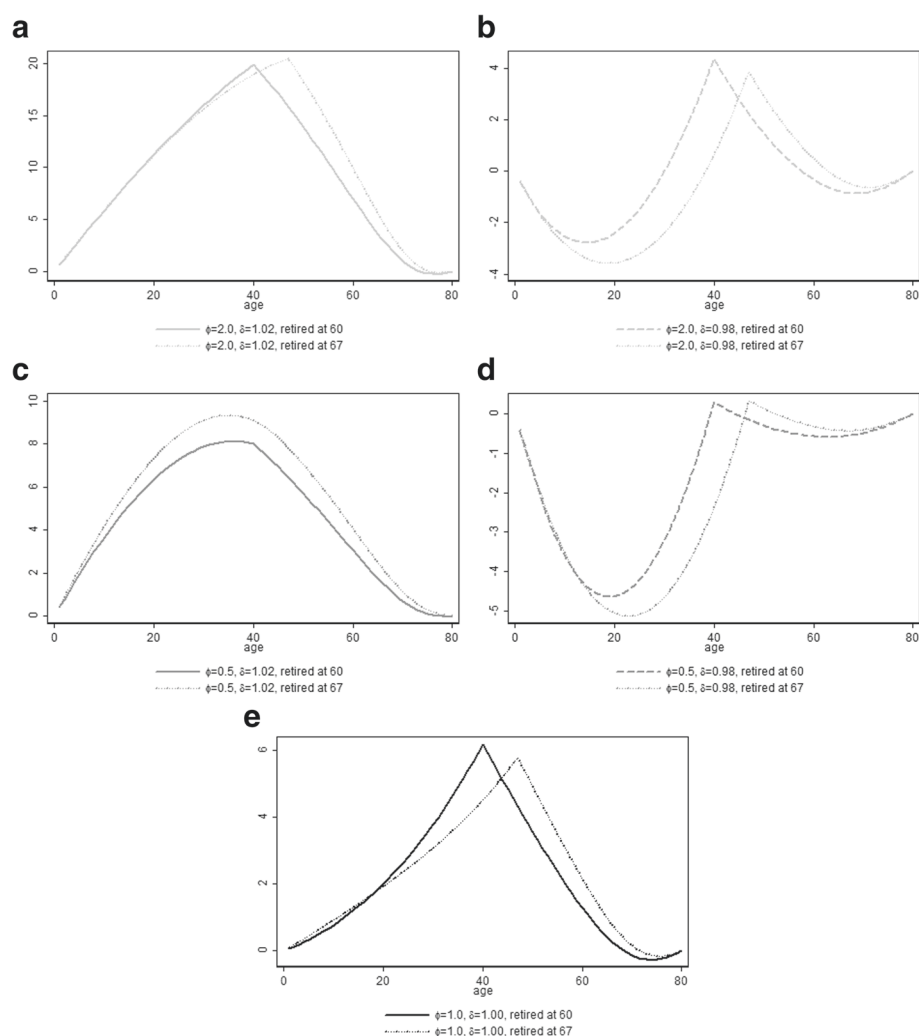 a
20
15
10
5
0
0
20
40
60
80
age
ϕ=2.0, δ=1.02, retired at 60
ϕ=2.0, δ=1.02, retired at 67
b
4
2
0
-2
-4
0
20
40
60
80
age
ϕ=2.0, δ=0.98, retired at 60
ϕ=2.0, δ=0.98, retired at 67
c
10
8
6
4
2
0
0
20
40
60
80
age
ϕ=0.5, δ=1.02, retired at 60
ϕ=0.5, δ=1.02, retired at 67
d
0
-1
-2
-3
-4
-5
0
20
40
60
80
age
ϕ=0.5, δ=0.98, retired at 60
ϕ=0.5, δ=0.98, retired at 67
e
6
4
2
0
0
20
40
60
80
age
ϕ=1.0, δ=1.00, retired at 60
ϕ=1.0, δ=1.00, retired at 67